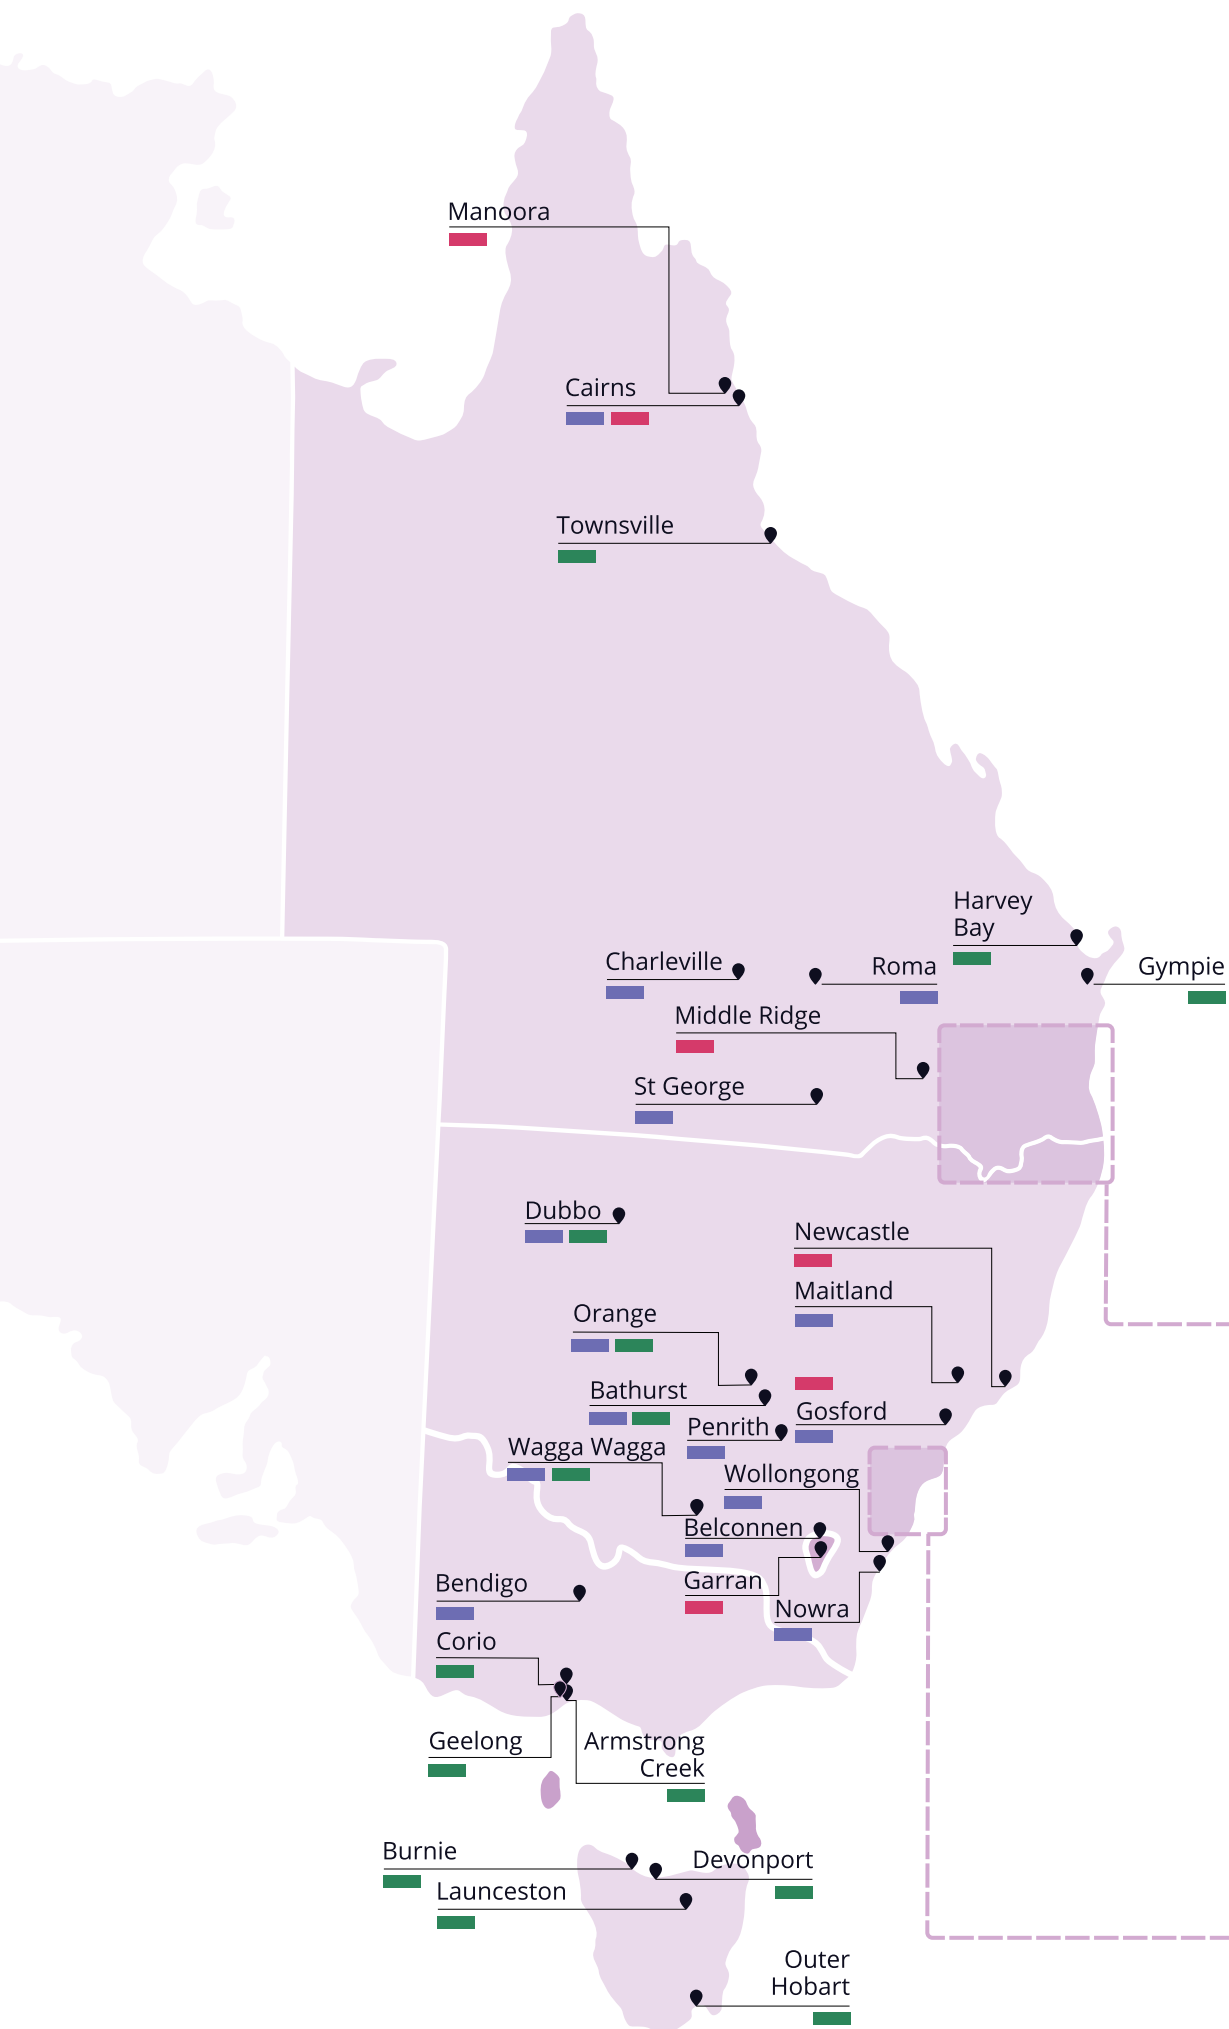 Manoora
Cairns
Townsville
Harvey
Bay
Charleville
Roma
Gympie
Middle Ridge
St George
Dubbo
Newcastle
Maitland
Orange
Bathurst
Gosford
Penrith
Wagga Wagga
Wollongong
Belconnen
Garran
Bendigo
Nowra
Corio
Geelong
Armstrong
Creek
Burnie
Devonport
Launceston
Outer
Hobart